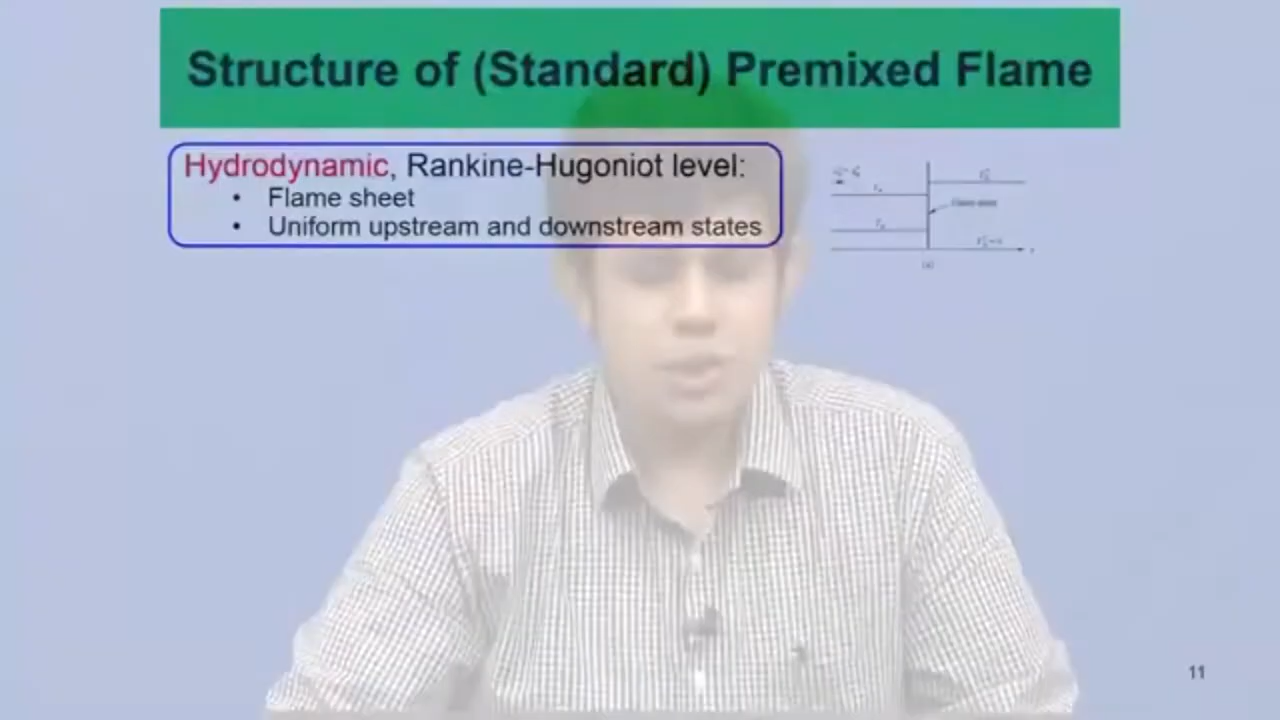 Structure of (Standard) Premixed Flame
Hydrodynamic, Rankine-Hugoniot level:
• Flame sheet
• Uniform upstream and downstream states
11